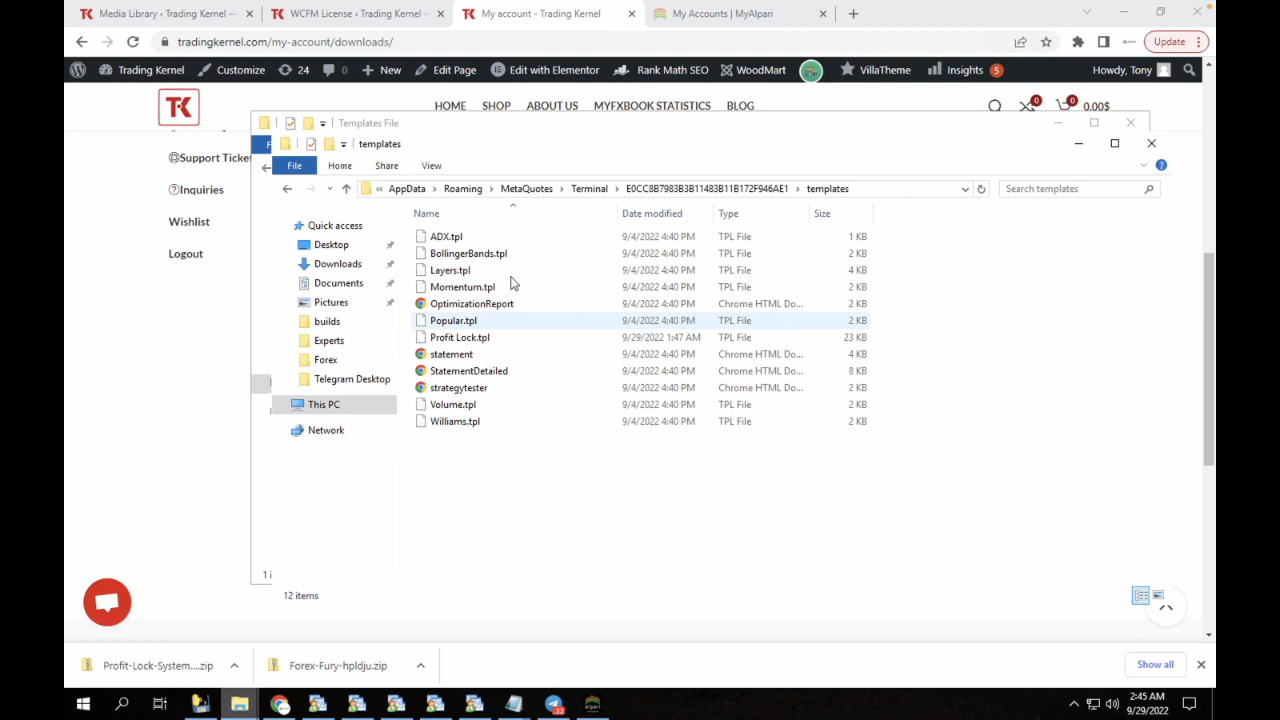 Media Library ‹ Trading Kernel —
WCFM License ‹ Trading Kernel —
My account - Trading Kernel
My Accounts | MyAlpari
tradingkernel.com/my-account/downloads/
Update
Trading Kernel
Customize
24
New
Edit Page
Edit with Elementor
Rank Math SEO
WoodMart
VillaTheme
Insights
5
Howdy, Tony
TK
HOME
SHOP
ABOUT US
MYFXBOOK STATISTICS
BLOG
0
0
0.00$
Templates File
templates
F
File
Home
Share
View
« AppData › Roaming › MetaQuotes › Terminal › E0CC8B7983B3B11483B11B172F946AE1 › templates
Search templates
Support Ticke
Inquiries
Wishlist
Logout
Quick access
Desktop
Downloads
Documents
Pictures
builds
Experts
Forex
Telegram Desktop
This PC
Network
Name Date modified Type Size
ADX.tpl 9/4/2022 4:40 PM TPL File 1 KB
BollingerBands.tpl 9/4/2022 4:40 PM TPL File 2 KB
Layers.tpl 9/4/2022 4:40 PM TPL File 4 KB
Momentum.tpl 9/4/2022 4:40 PM TPL File 2 KB
OptimizationReport 9/4/2022 4:40 PM Chrome HTML Do... 2 KB
Popular.tpl 9/4/2022 4:40 PM TPL File 2 KB
Profit Lock.tpl 9/29/2022 1:47 AM TPL File 23 KB
statement 9/4/2022 4:40 PM Chrome HTML Do... 4 KB
StatementDetailed 9/4/2022 4:40 PM Chrome HTML Do... 8 KB
strategytester 9/4/2022 4:40 PM Chrome HTML Do... 2 KB
Volume.tpl 9/4/2022 4:40 PM TPL File 2 KB
Williams.tpl 9/4/2022 4:40 PM TPL File 2 KB
1 i
12 items
Profit-Lock-System....zip
Forex-Fury-hpldju.zip
Show all
alpari
2:45 AM
9/29/2022